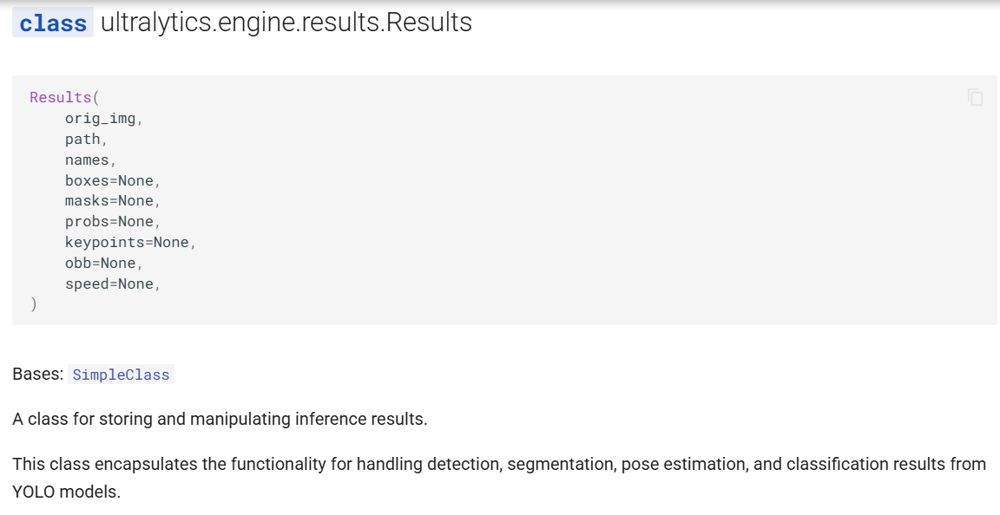 class ultralytics.engine.results.Results
Results(
    orig_img,
    path,
    names,
    boxes=None,
    masks=None,
    probs=None,
    keypoints=None,
    obb=None,
    speed=None,
)
Bases: SimpleClass
A class for storing and manipulating inference results.
This class encapsulates the functionality for handling detection, segmentation, pose estimation, and classification results from
YOLO models.